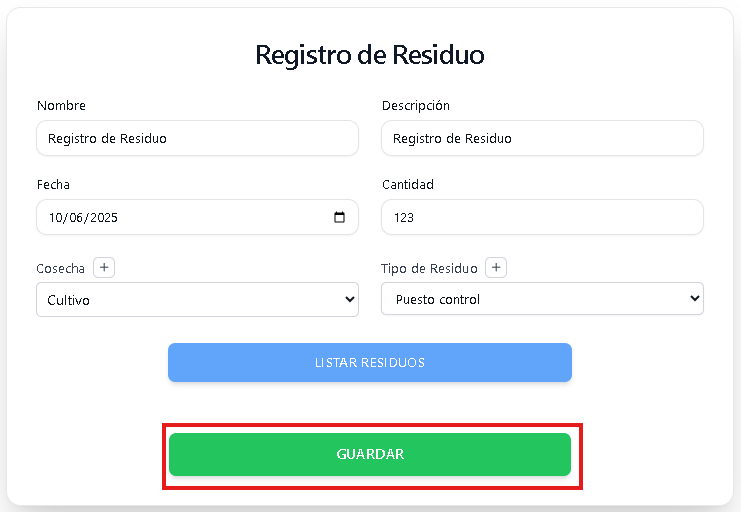 Registro de Residuo
Nombre
Descripción
Registro de Residuo
Registro de Residuo
Fecha
Cantidad
10/06/2025
123
Cosecha +
Tipo de Residuo +
Cultivo
Puesto control
LISTAR RESIDUOS
GUARDAR